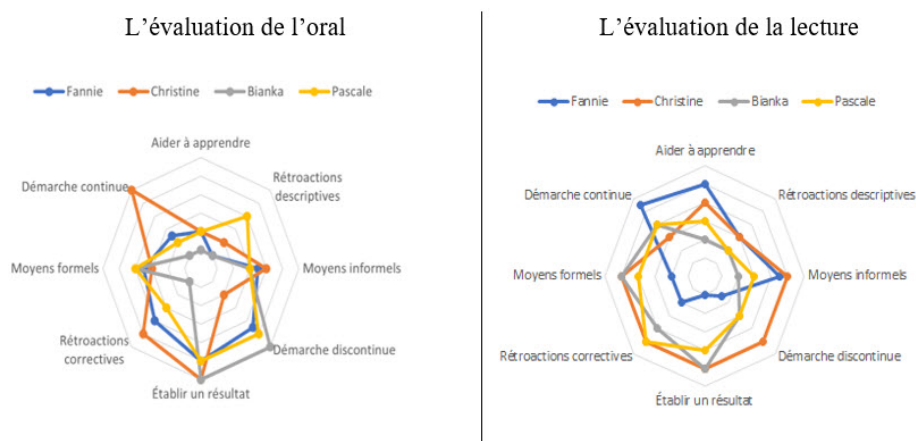 L’évaluation de l’oral
Fannie Christine Bianka Pascale
Aider à apprendre
Rétroactions
descriptives
Démarche continue
Moyens formels
Moyens informels
Rétroactions
correctives
Démarche discontinue
Établir un résultat
L’évaluation de la lecture
Fannie Christine Bianka Pascale
Aider à apprendre
Démarche continue
Rétroactions descriptives
Moyens formels
Moyens informels
Rétroactions correctives
Démarche discontinue
Établir un résultat